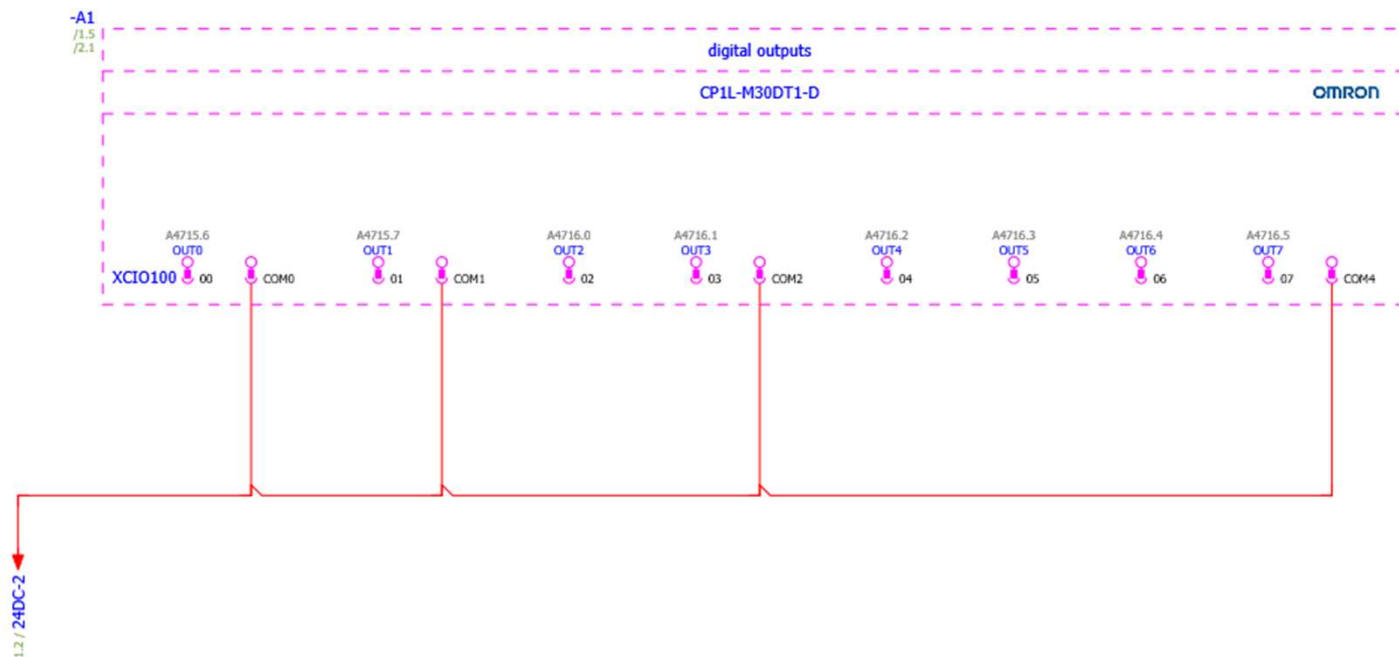 -A1
/1.5
/2.1
digital outputs
CP1L-M30DT1-D
OMRON
A4715.6 A4715.7 A4716.0 A4716.1 A4716.2 A4716.3 A4716.4 A4716.5
OUT0 OUT1 OUT2 OUT3 OUT4 OUT5 OUT6 OUT7
XCIO100 00 COM0 01 COM1 02 03 COM2 04 05 06 07 COM4
1.2 / 24DC-2